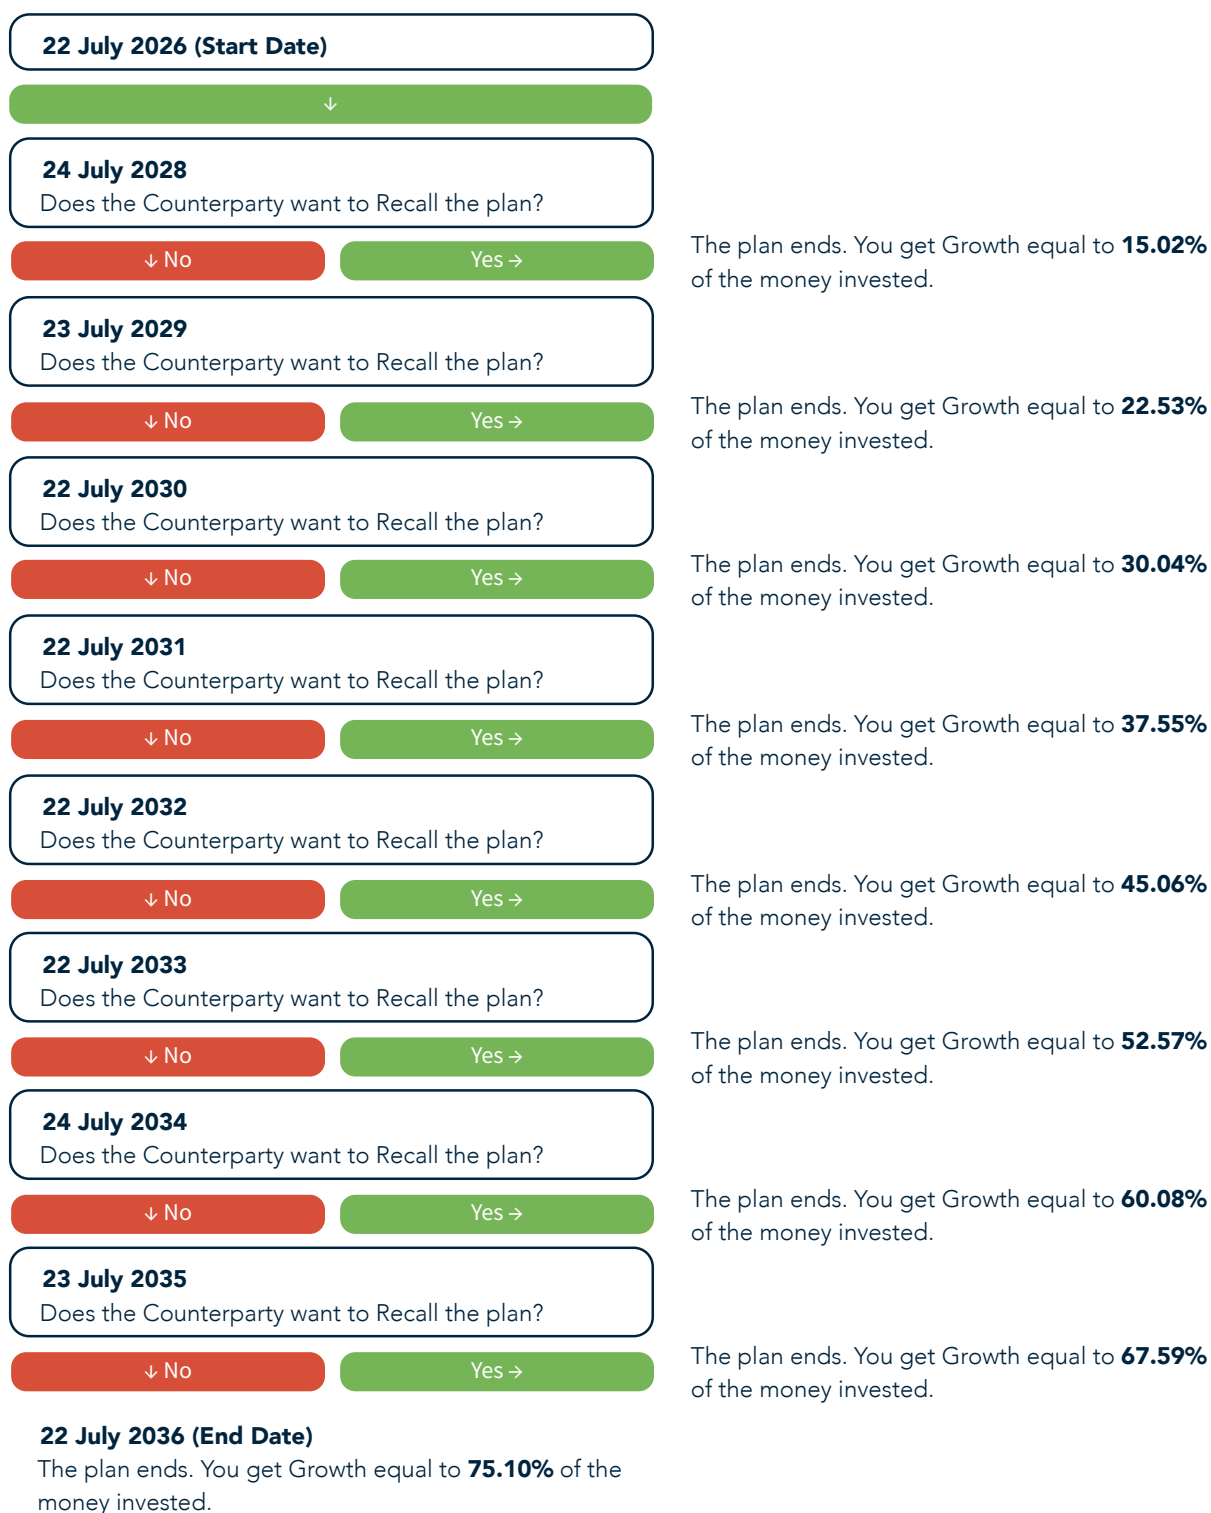 22 July 2026 (Start Date)
↓
24 July 2028
Does the Counterparty want to Recall the plan?
↓ No
Yes →
The plan ends. You get Growth equal to 15.02%
of the money invested.
23 July 2029
Does the Counterparty want to Recall the plan?
↓ No
Yes →
The plan ends. You get Growth equal to 22.53%
of the money invested.
22 July 2030
Does the Counterparty want to Recall the plan?
↓ No
Yes →
The plan ends. You get Growth equal to 30.04%
of the money invested.
22 July 2031
Does the Counterparty want to Recall the plan?
↓ No
Yes →
The plan ends. You get Growth equal to 37.55%
of the money invested.
22 July 2032
Does the Counterparty want to Recall the plan?
↓ No
Yes →
The plan ends. You get Growth equal to 45.06%
of the money invested.
22 July 2033
Does the Counterparty want to Recall the plan?
↓ No
Yes →
The plan ends. You get Growth equal to 52.57%
of the money invested.
24 July 2034
Does the Counterparty want to Recall the plan?
↓ No
Yes →
The plan ends. You get Growth equal to 60.08%
of the money invested.
23 July 2035
Does the Counterparty want to Recall the plan?
↓ No
Yes →
The plan ends. You get Growth equal to 67.59%
of the money invested.
22 July 2036 (End Date)
The plan ends. You get Growth equal to 75.10% of the
money invested.